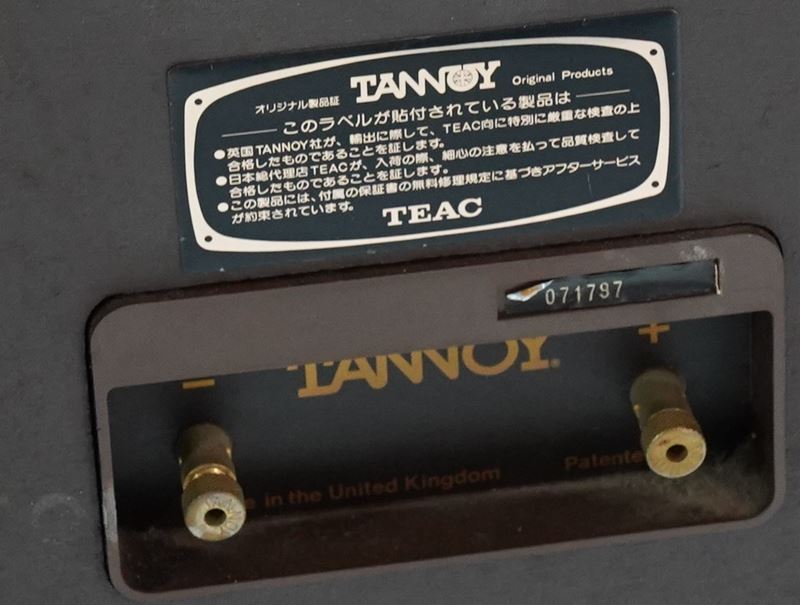 オリジナル製品証 TANNOY Original Products
このラベルが貼付されている製品は
●英国TANNOY社が、輸出に際して、TEAC向に特別に厳重な検査の上
合格したものであることを証します。
●日本総代理店TEACが、入荷の際、細心の注意を払って品質検査して
合格したものであることを証します。
●この製品には、付属の保証書の無料修理規定に基づきアフターサービス
が約束されています。
TEAC
071797
− TANNOY® +
in the United Kingdom